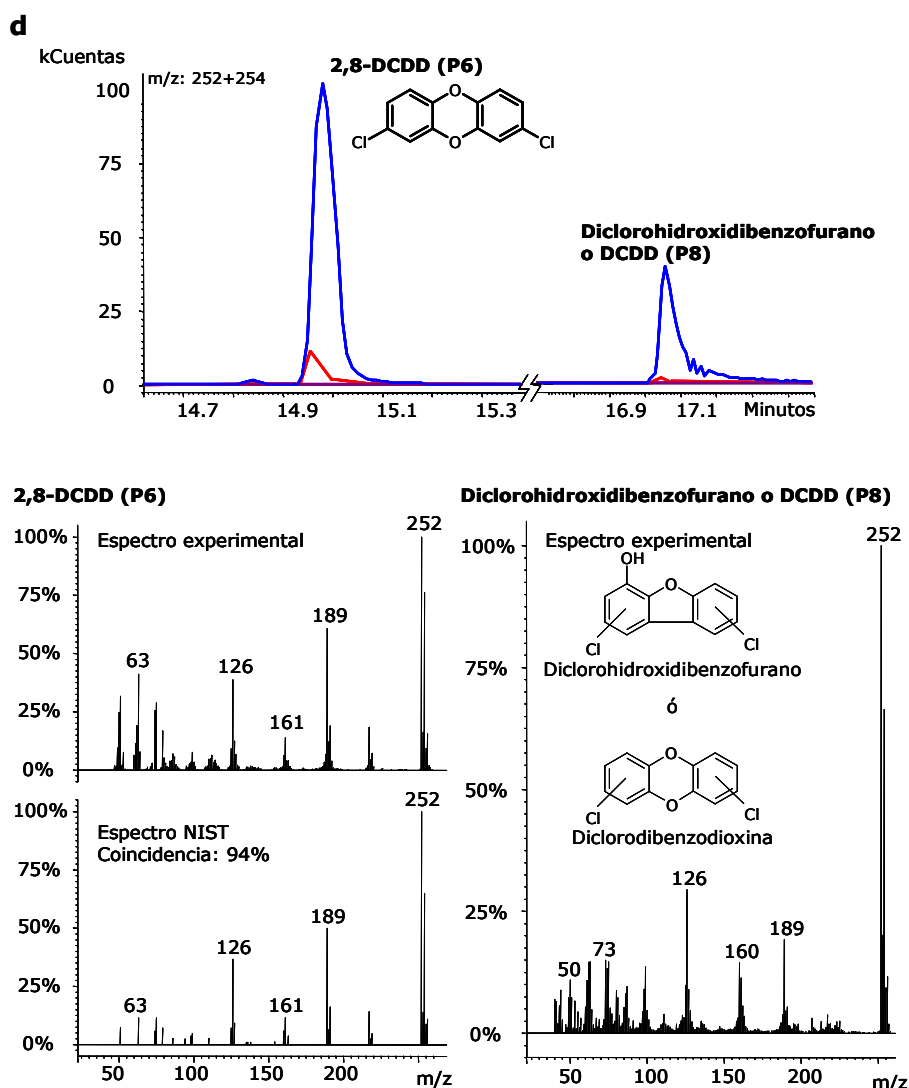 d
kCuentas
m/z: 252+254
2,8-DCDD (P6)
O
O
Cl
Cl
100
75
50
25
0
Diclorohidroxidibenzofurano
o DCDD (P8)
14.7
14.9
15.1
15.3
16.9
17.1
Minutos
2,8-DCDD (P6)
Espectro experimental
100%
75%
50%
25%
0%
63
126
161
189
252
Espectro NIST
Coincidencia: 94%
100%
75%
50%
25%
0%
63
126
161
189
252
50
100
150
200
m/z
Diclorohidroxidibenzofurano o DCDD (P8)
Espectro experimental
252
100%
75%
50%
25%
0%
OH
O
Cl
Cl
Diclorohidroxidibenzofurano
ó
O
O
Cl
Cl
Diclorodibenzodioxina
50
73
126
160
189
50
100
150
200
m/z